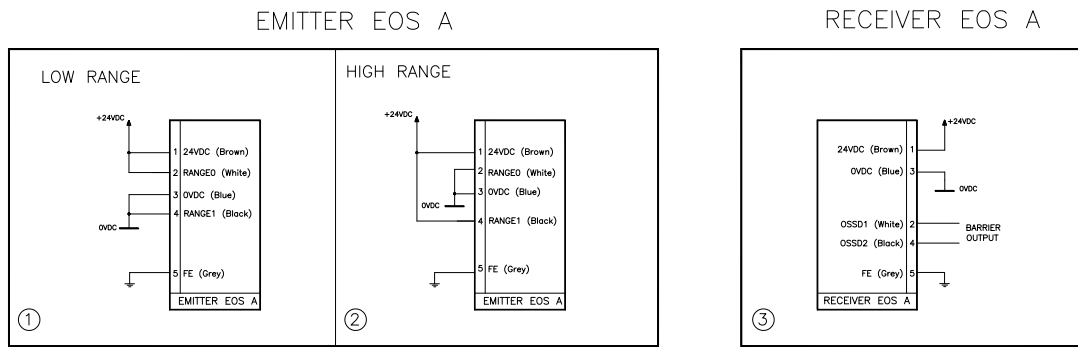 EMITTER EOS A
LOW RANGE
+24VDC
1 24VDC (Brown)
2 RANGE0 (White)
3 0VDC (Blue)
4 RANGE1 (Black)
0VDC
5 FE (Grey)
EMITTER EOS A
1
HIGH RANGE
+24VDC
1 24VDC (Brown)
2 RANGE0 (White)
3 0VDC (Blue)
0VDC
4 RANGE1 (Black)
5 FE (Grey)
EMITTER EOS A
2
RECEIVER EOS A
+24VDC
24VDC (Brown) 1
0VDC (Blue) 3
0VDC
OSSD1 (White) 2
OSSD2 (Black) 4
BARRIER
OUTPUT
FE (Grey) 5
RECEIVER EOS A
3